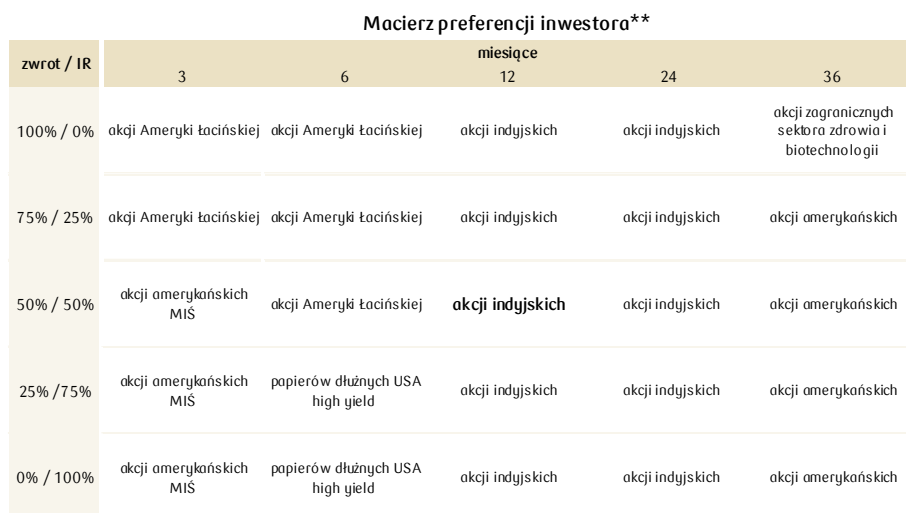 Macierz preferencji inwestora**
zwrot / IR
miesiące
3 6 12 24 36
100% / 0% akcji Ameryki Łacińskiej akcji Ameryki Łacińskiej akcji indyjskich akcji indyjskich akcji zagranicznych
sektora zdrowia i
biotechnologii
75% / 25% akcji Ameryki Łacińskiej akcji Ameryki Łacińskiej akcji indyjskich akcji indyjskich akcji amerykańskich
50% / 50% akcji amerykańskich
MIŚ
akcji Ameryki Łacińskiej akcji indyjskich akcji indyjskich akcji amerykańskich
25% /75% akcji amerykańskich
MIŚ
papierów dłużnych USA
high yield
akcji indyjskich akcji indyjskich akcji amerykańskich
0% / 100% akcji amerykańskich
MIŚ
papierów dłużnych USA
high yield
akcji indyjskich akcji indyjskich akcji amerykańskich